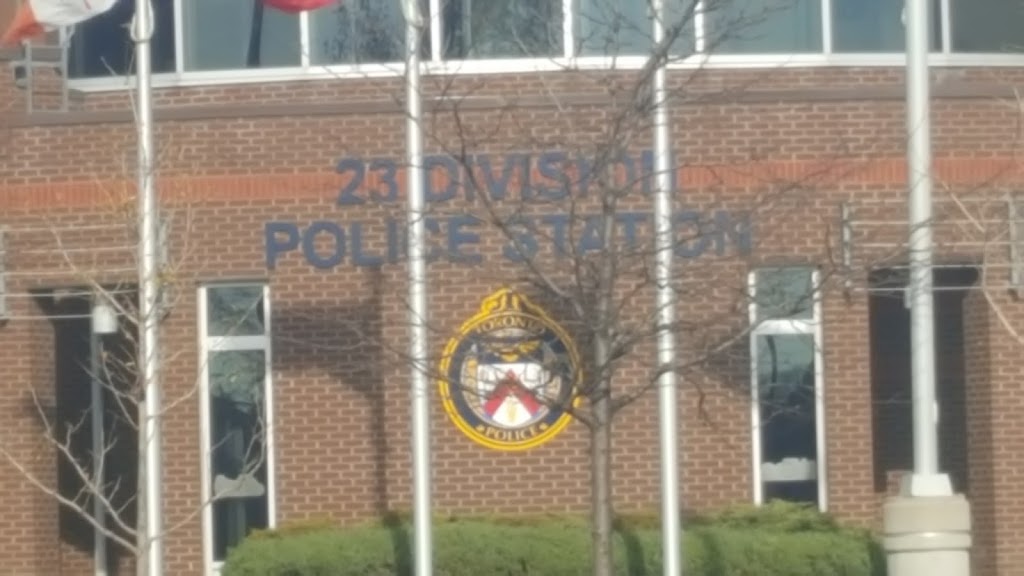 23 DIVISION
POLICE STATION
TORONTO
POLICE